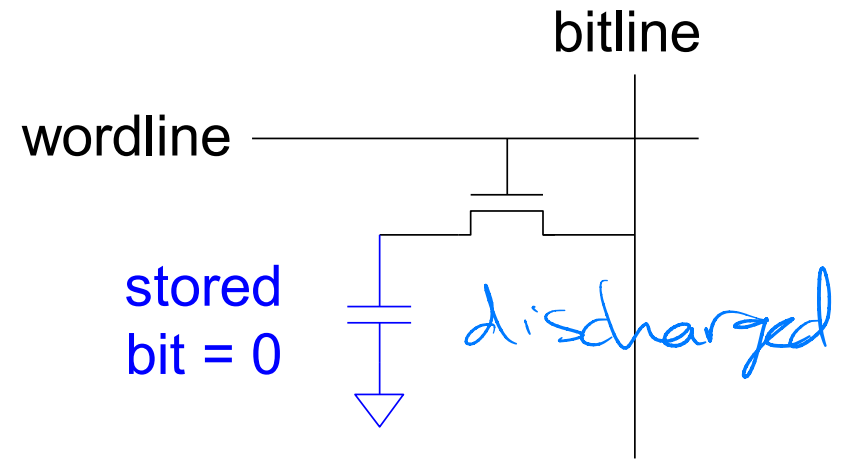 bitline
wordline
stored
bit = 0
discharged